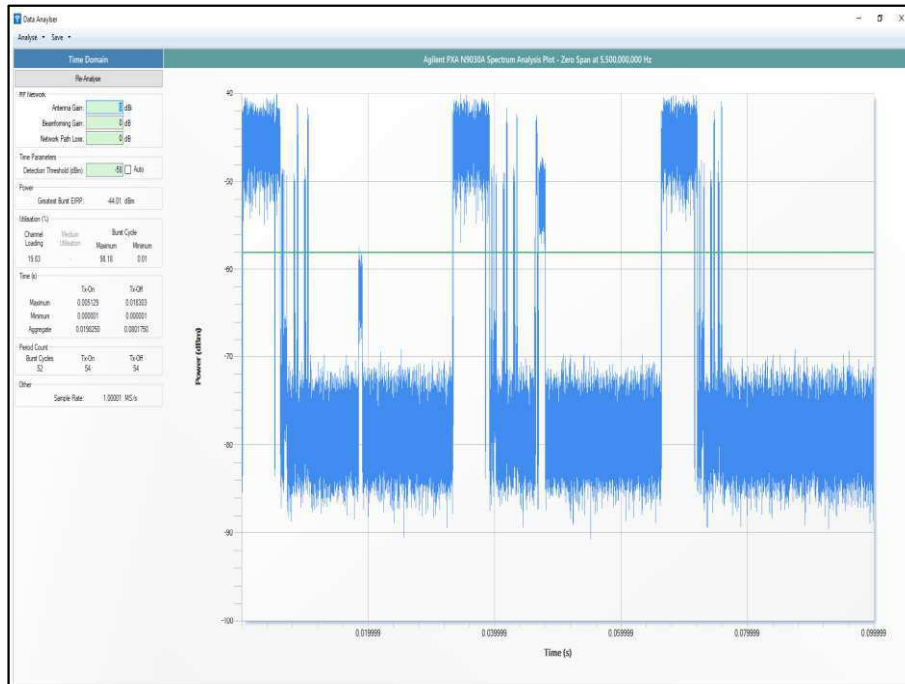 Data Anaylser
Analyse Save
Time Domain
Agilent PXA N9030A Spectrum Analysis Plot - Zero Span at 5,500,000,000 Hz
Re-Analyse
RF Network
Antenna Gain: dBi
Beamforming Gain: 0 dB
Network Path Loss: 0 dB
Time Parameters
Detection Threshold (dBm) Auto
Power
Greatest Burst EIRP: -44.01 dBm
Utilisation (%)
Channel Loading Medium Utilisation Burst Cycle
Maximum Minimum
19.03 - 98.18 0.01
Time (s)
Tx-On Tx-Off
Maximum 0.005129 0.018303
Minimum 0.000001 0.000001
Aggregate 0.0190250 0.0801750
Period Count
Burst Cycles Tx-On Tx-Off
52 54 54
Other
Sample Rate: 1.00001 MS/s
Power (dBm)
40
-50
-60
-70
-80
-90
-100
0.019999 0.039999 0.059999 0.079999 0.099999
Time (s)